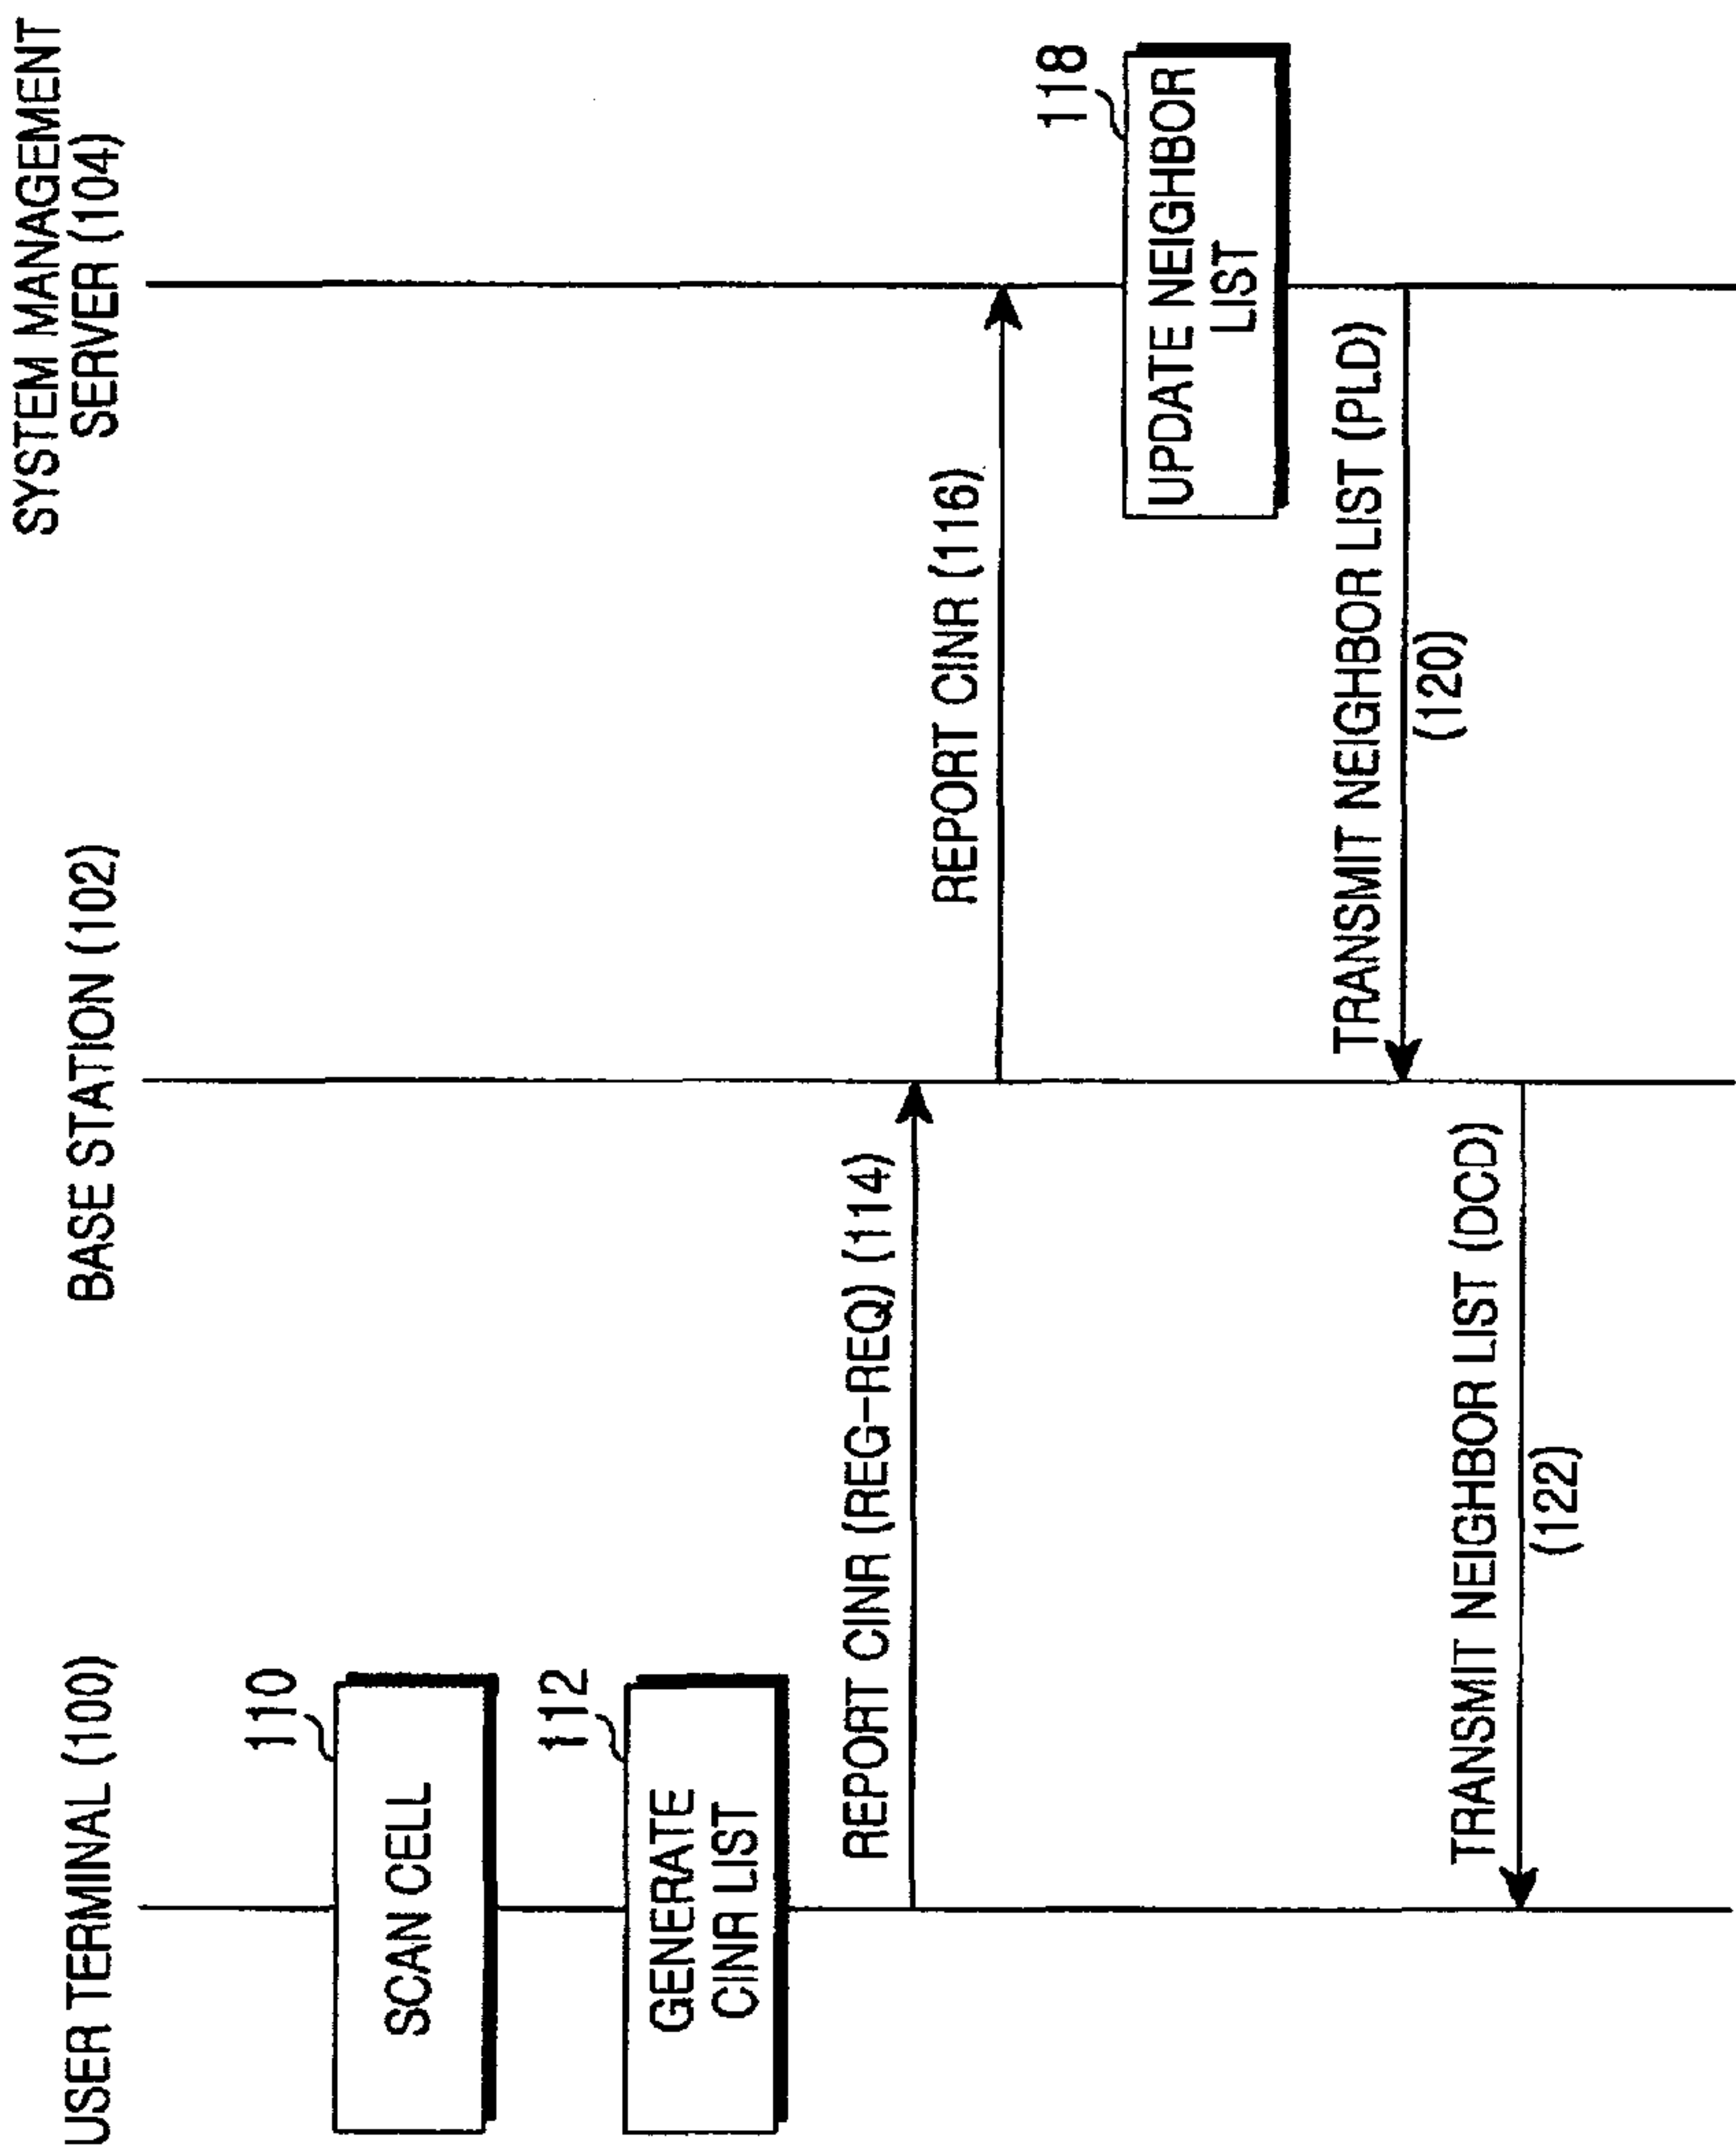 USER TERMINAL (100)
BASE STATION (102)
SYSTEM MANAGEMENT
SERVER (104)
110
SCAN CELL
112
GENERATE
CINR LIST
REPORT CINR (REG-REQ) (114)
REPORT CINR (116)
118
UPDATE NEIGHBOR
LIST
TRANSMIT NEIGHBOR LIST (PLD)
(120)
TRANSMIT NEIGHBOR LIST (DCD)
(122)